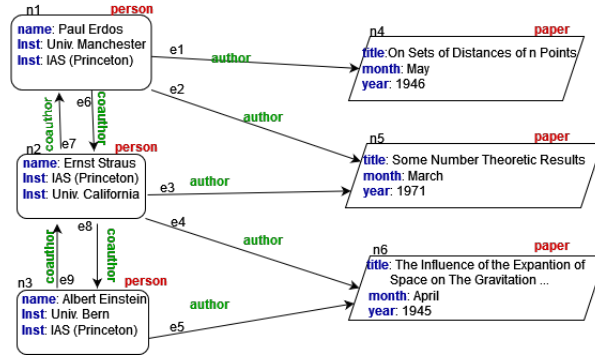 n1
person
name: Paul Erdos
Inst: Univ. Manchester
Inst: IAS (Princeton)
e1
author
n4
paper
title:On Sets of Distances of n Points
month: May
year: 1946
e2
author
coauthor
e6
e7
coauthor
n5
paper
title: Some Number Theoretic Results
month: March
year: 1971
n2
person
name: Ernst Straus
Inst: IAS (Princeton)
Inst: Univ. California
e3
author
e4
author
coauthor
e8
e9
coauthor
n6
paper
title: The Influence of the Expantion of
Space on The Gravitation ...
month: April
year: 1945
n3
person
name: Albert Einstein
Inst: Univ. Bern
Inst: IAS (Princeton)
author
e5